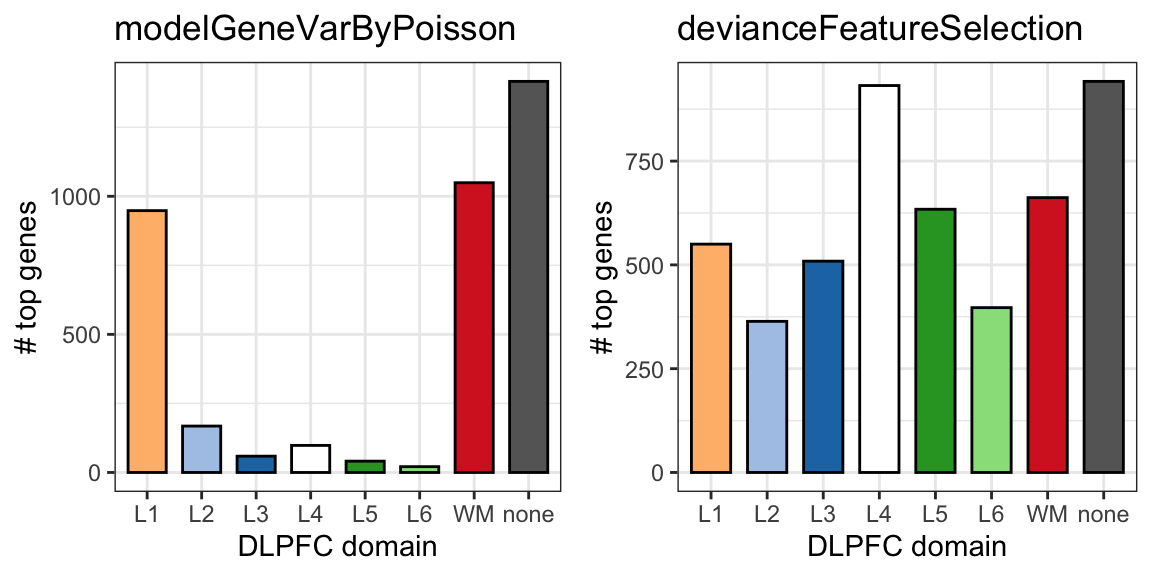 modelGeneVarByPoisson
# top genes
1000
500
0
L1 L2 L3 L4 L5 L6 WM none
DLPFC domain
devianceFeatureSelection
# top genes
750
500
250
0
L1 L2 L3 L4 L5 L6 WM none
DLPFC domain